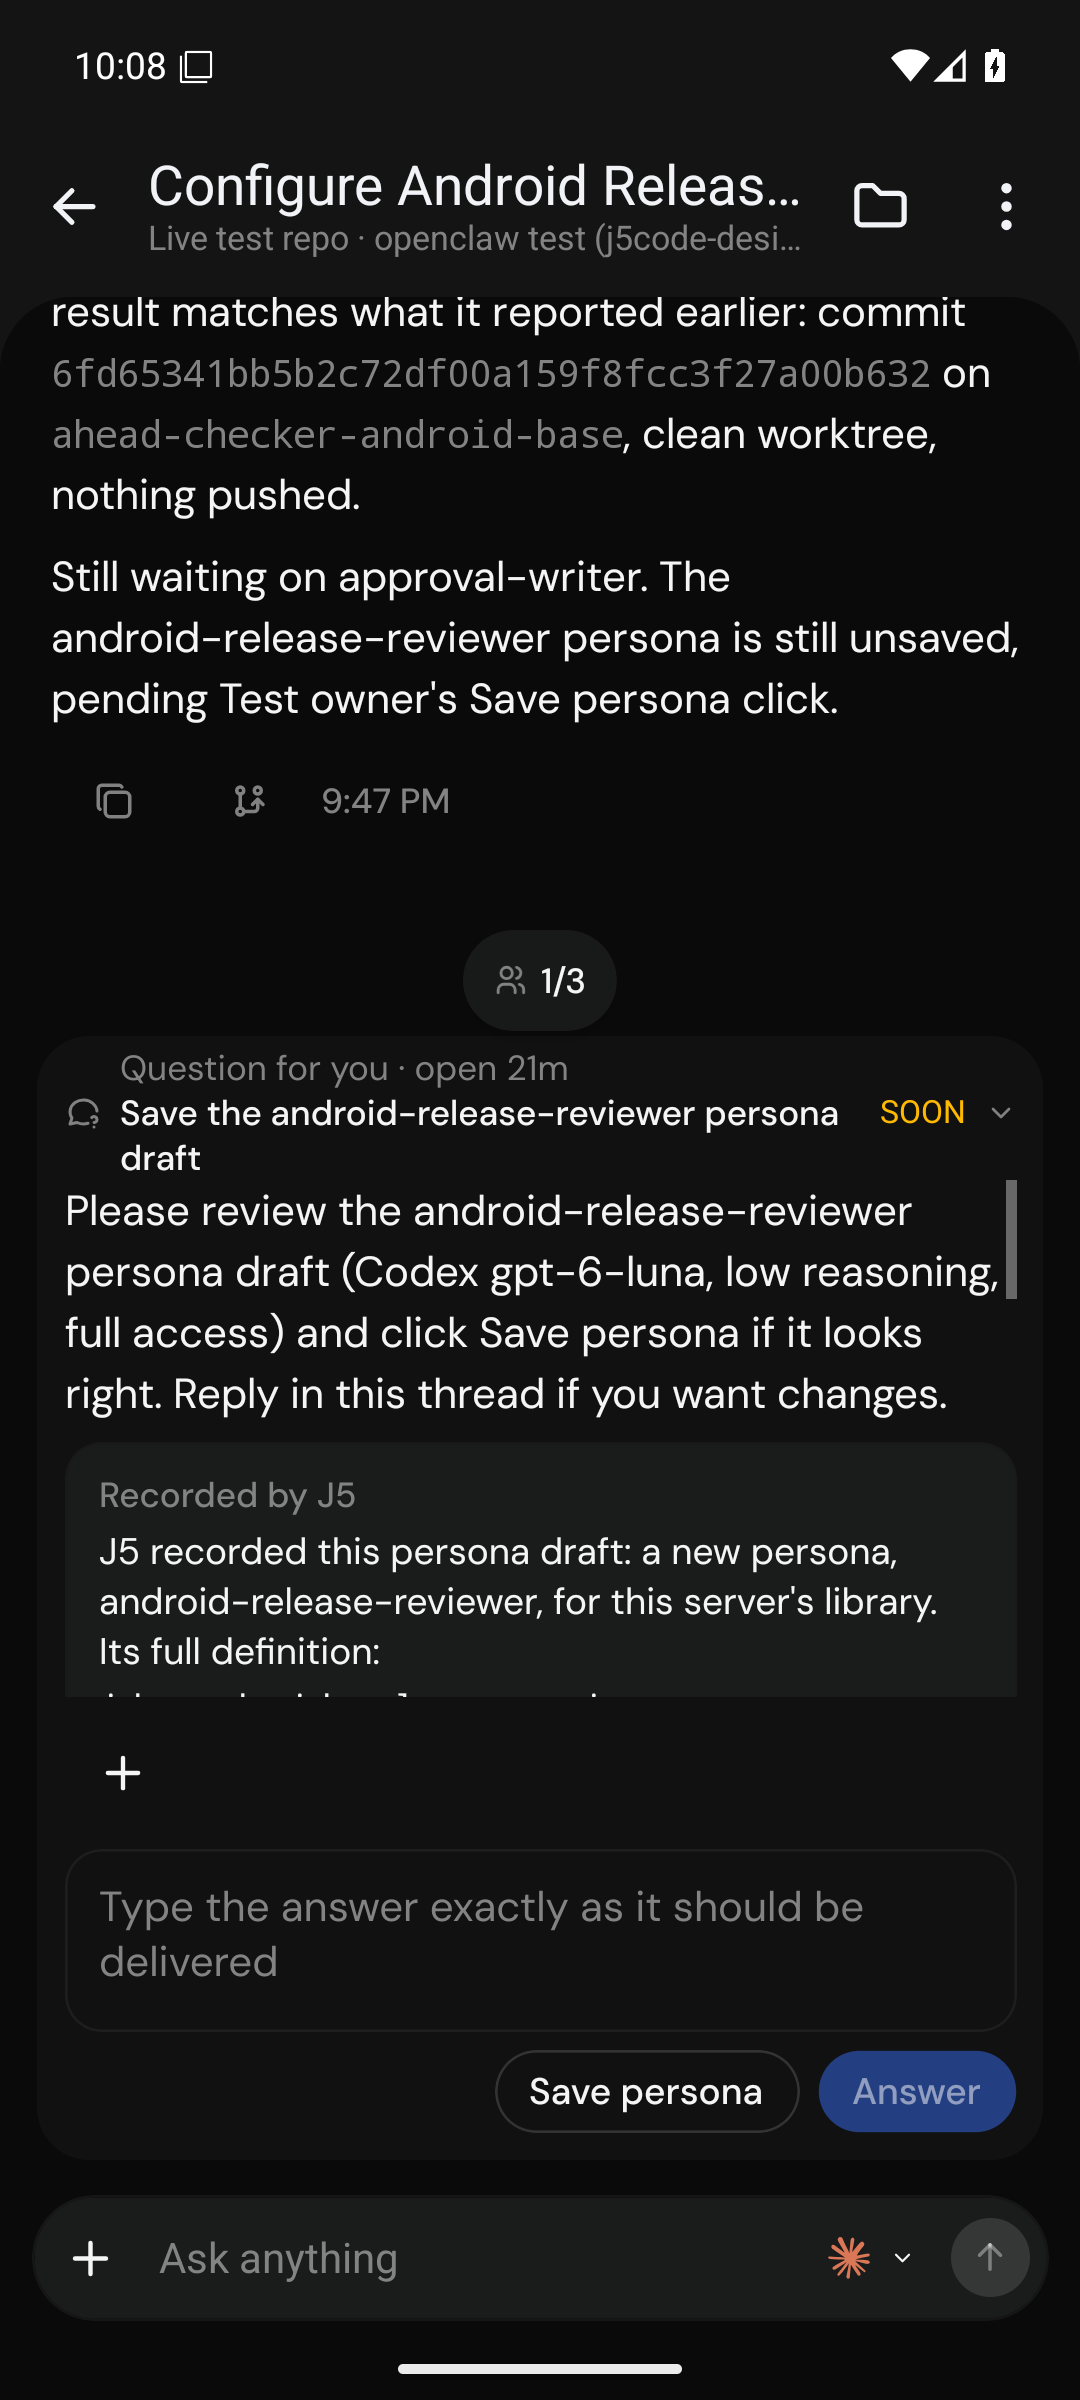 10:08
Configure Android Releas...
Live test repo · openclaw test (j5code-desi...
result matches what it reported earlier: commit
6fd65341bb5b2c72df00a159f8fcc3f27a00b632 on
ahead-checker-android-base, clean worktree,
nothing pushed.
Still waiting on approval-writer. The
android-release-reviewer persona is still unsaved,
pending Test owner's Save persona click.
9:47 PM
1/3
Question for you · open 21m
Save the android-release-reviewer persona
draft
SOON
Please review the android-release-reviewer
persona draft (Codex gpt-6-luna, low reasoning,
full access) and click Save persona if it looks
right. Reply in this thread if you want changes.
Recorded by J5
J5 recorded this persona draft: a new persona,
android-release-reviewer, for this server's library.
Its full definition:
Type the answer exactly as it should be
delivered
Save persona
Answer
Ask anything